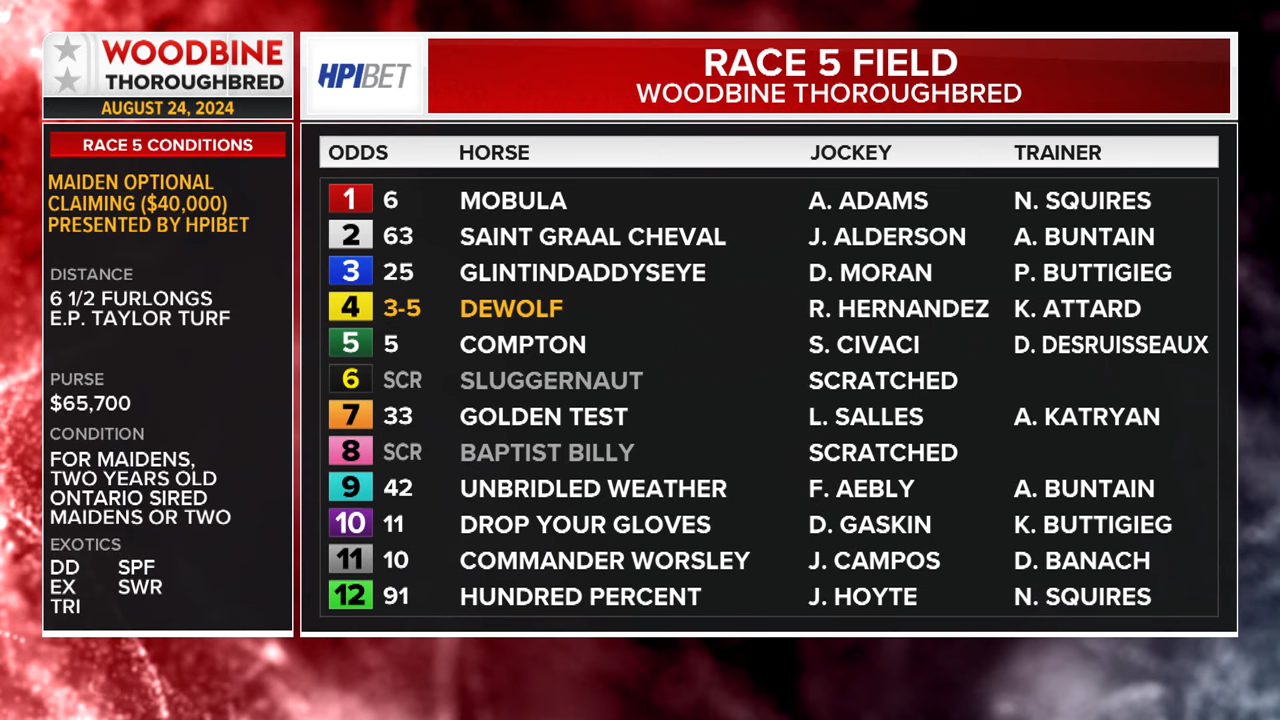 WOODBINE
THOROUGHBRED
AUGUST 24, 2024
RACE 5 CONDITIONS
MAIDEN OPTIONAL
CLAIMING ($40,000)
PRESENTED BY HPIBET
DISTANCE
6 1/2 FURLONGS
E.P. TAYLOR TURF
PURSE
$65,700
CONDITION
FOR MAIDENS,
TWO YEARS OLD
ONTARIO SIRED
MAIDENS OR TWO
EXOTICS
DD SPF
EX SWR
TRI
HPIBET
RACE 5 FIELD
WOODBINE THOROUGHBRED
ODDS HORSE JOCKEY TRAINER
1 6 MOBULA A. ADAMS N. SQUIRES
2 63 SAINT GRAAL CHEVAL J. ALDERSON A. BUNTAIN
3 25 GLINTINDADDYSEYE D. MORAN P. BUTTIGIEG
4 3-5 DEWOLF R. HERNANDEZ K. ATTARD
5 5 COMPTON S. CIVACI D. DESRUISSEAUX
6 SCR SLUGGERNAUT SCRATCHED
7 33 GOLDEN TEST L. SALLES A. KATRYAN
8 SCR BAPTIST BILLY SCRATCHED
9 42 UNBRIDLED WEATHER F. AEBLY A. BUNTAIN
10 11 DROP YOUR GLOVES D. GASKIN K. BUTTIGIEG
11 10 COMMANDER WORSLEY J. CAMPOS D. BANACH
12 91 HUNDRED PERCENT J. HOYTE N. SQUIRES